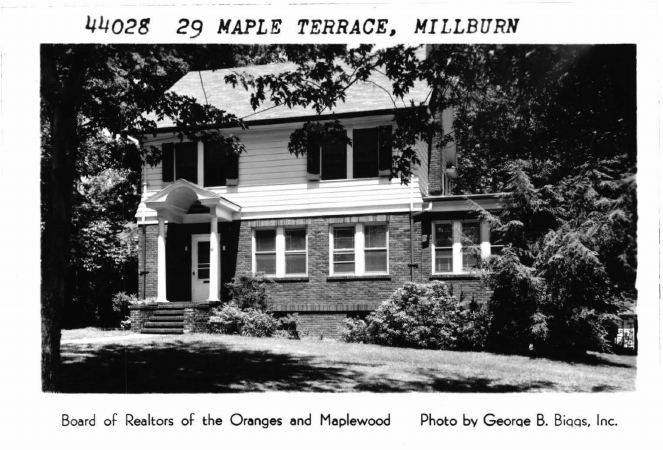 44028 29 MAPLE TERRACE, MILLBURN
Board of Realtors of the Oranges and Maplewood Photo by George B. Biggs, Inc.